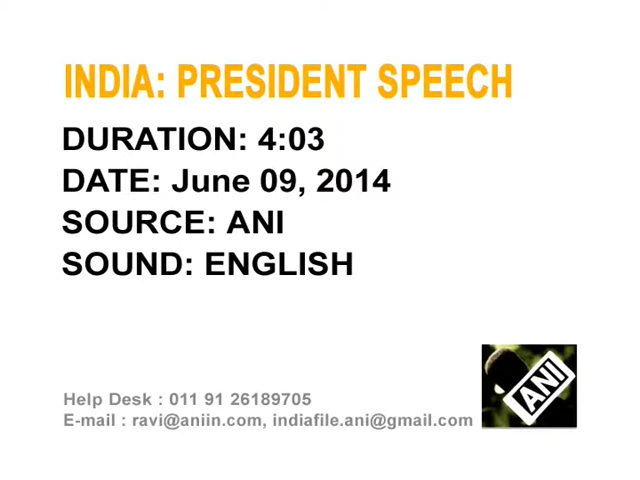 INDIA: PRESIDENT SPEECH
DURATION: 4:03
DATE: June 09, 2014
SOURCE: ANI
SOUND: ENGLISH
ANI
Help Desk : 011 91 26189705
E-mail : ravi@aniin.com, indiafile.ani@gmail.com